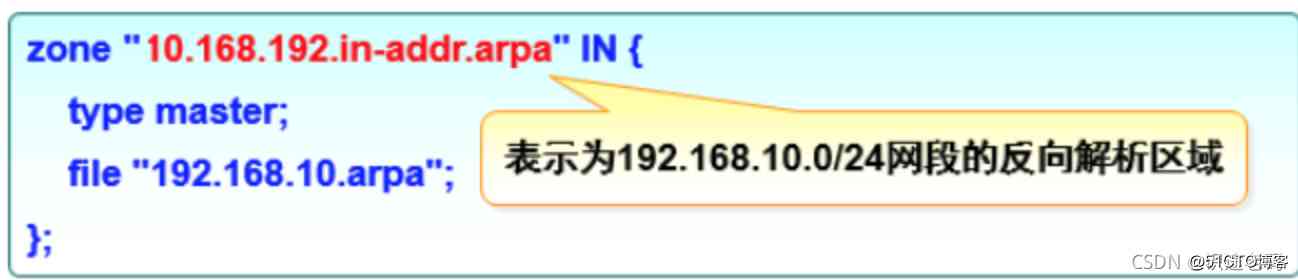 zone "10.168.192.in-addr.arpa" IN {
type master;
表示为192.168.10.0/24网段的反向解析区域
file "192.168.10.arpa";
};
CSDN @51CTO博客